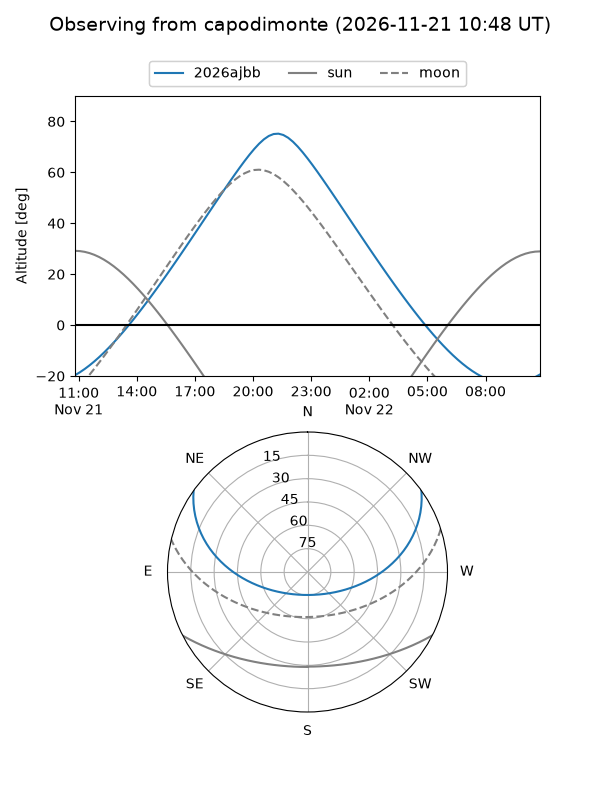 Observing from capodimonte (2026-11-21 10:48 UT)
2026ajbb sun moon
Altitude [deg]
80
60
40
20
0
−20
11:00 14:00 17:00 20:00 23:00 02:00 05:00 08:00
Nov 21 Nov 22
N
NE NW
15
30
45
60
75
E W
SE SW
S